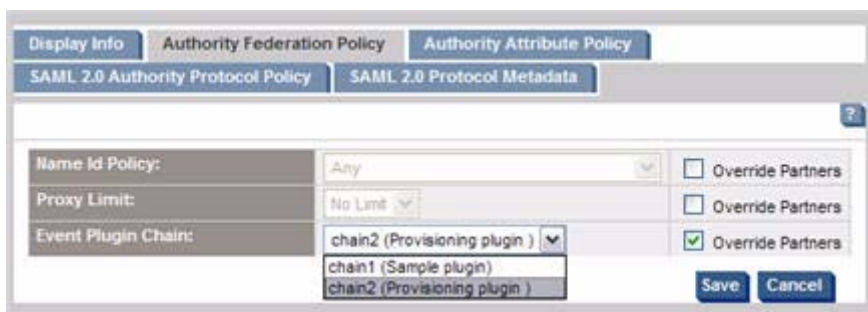 Display Info Authority Federation Policy Authority Attribute Policy
SAML 2.0 Authority Protocol Policy SAML 2.0 Protocol Metadata
?
Name Id Policy: Any Override Partners
Proxy Limit: No Limit Override Partners
Event Plugin Chain: chain2 (Provisioning plugin ) Override Partners
chain1 (Sample plugin)
chain2 (Provisioning plugin )
Save Cancel